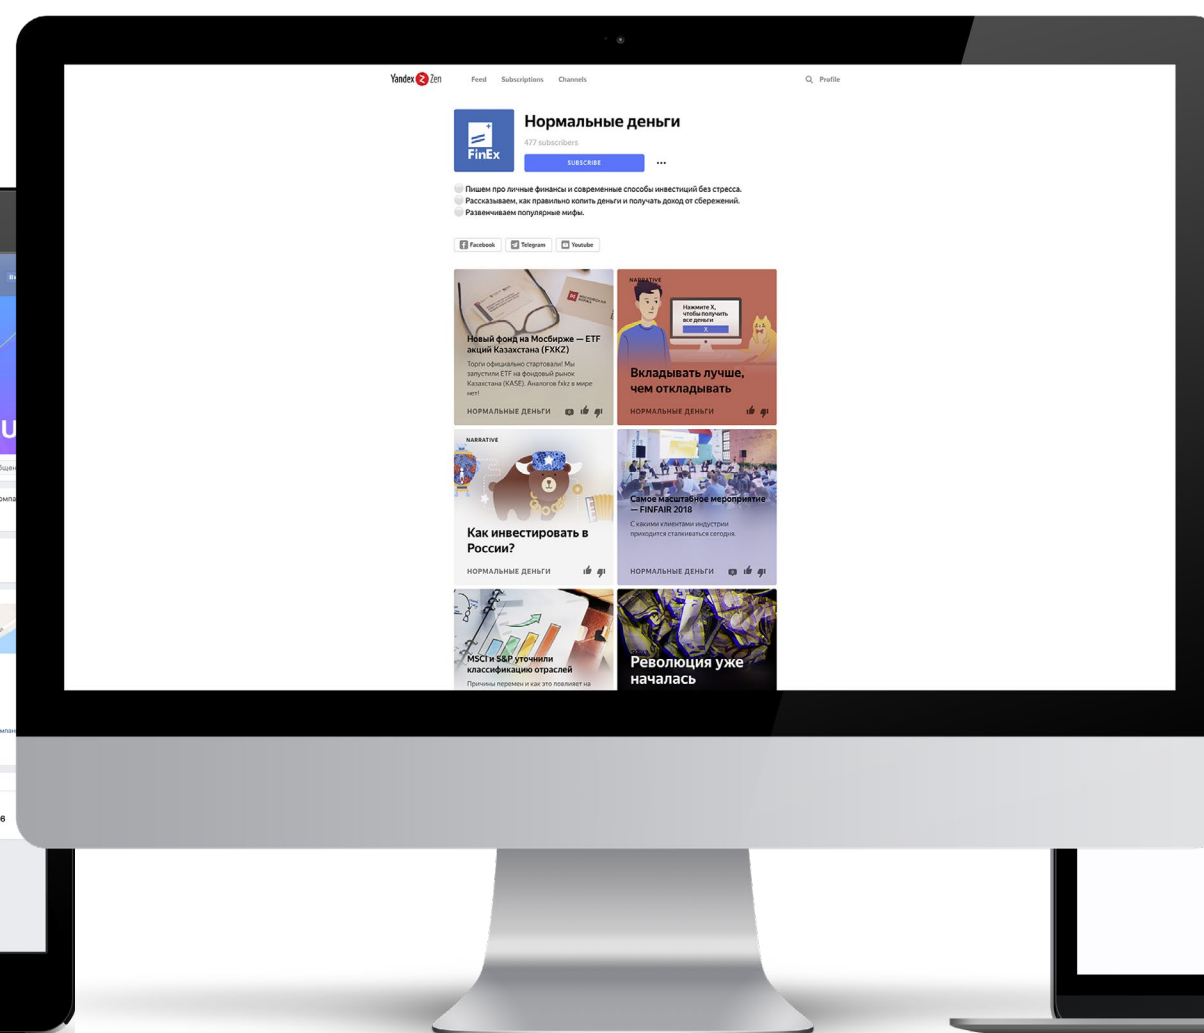 Yandex Zen
Feed Subscriptions Channels
Profile
FinEx
Нормальные деньги
477 subscribers
SUBSCRIBE
Пишем про личные финансы и современные способы инвестиций без стресса.
Рассказываем, как правильно копить деньги и получать доход от сбережений.
Развенчиваем популярные мифы.
Facebook Telegram Youtube
Новый фонд на Мосбирже — ETF
акций Казахстана (FXKZ)
Торги официально стартовали! Мы
запустили ETF на фондовый рынок
Казахстана (KASE). Аналогов fxkz в мире
нет!
НОРМАЛЬНЫЕ ДЕНЬГИ
NARRATIVE
Нажмите X,
чтобы получить
все деньги
X
Вкладывать лучше,
чем откладывать
НОРМАЛЬНЫЕ ДЕНЬГИ
NARRATIVE
Как инвестировать в
России?
НОРМАЛЬНЫЕ ДЕНЬГИ
Самое масштабное мероприятие
— FINFAIR 2018
С какими клиентами индустрии
приходится сталкиваться сегодня.
НОРМАЛЬНЫЕ ДЕНЬГИ
MSCI и S&P уточнили
классификацию отраслей
Причины перемен и как это повлияет на
Революция уже
началась
U
6